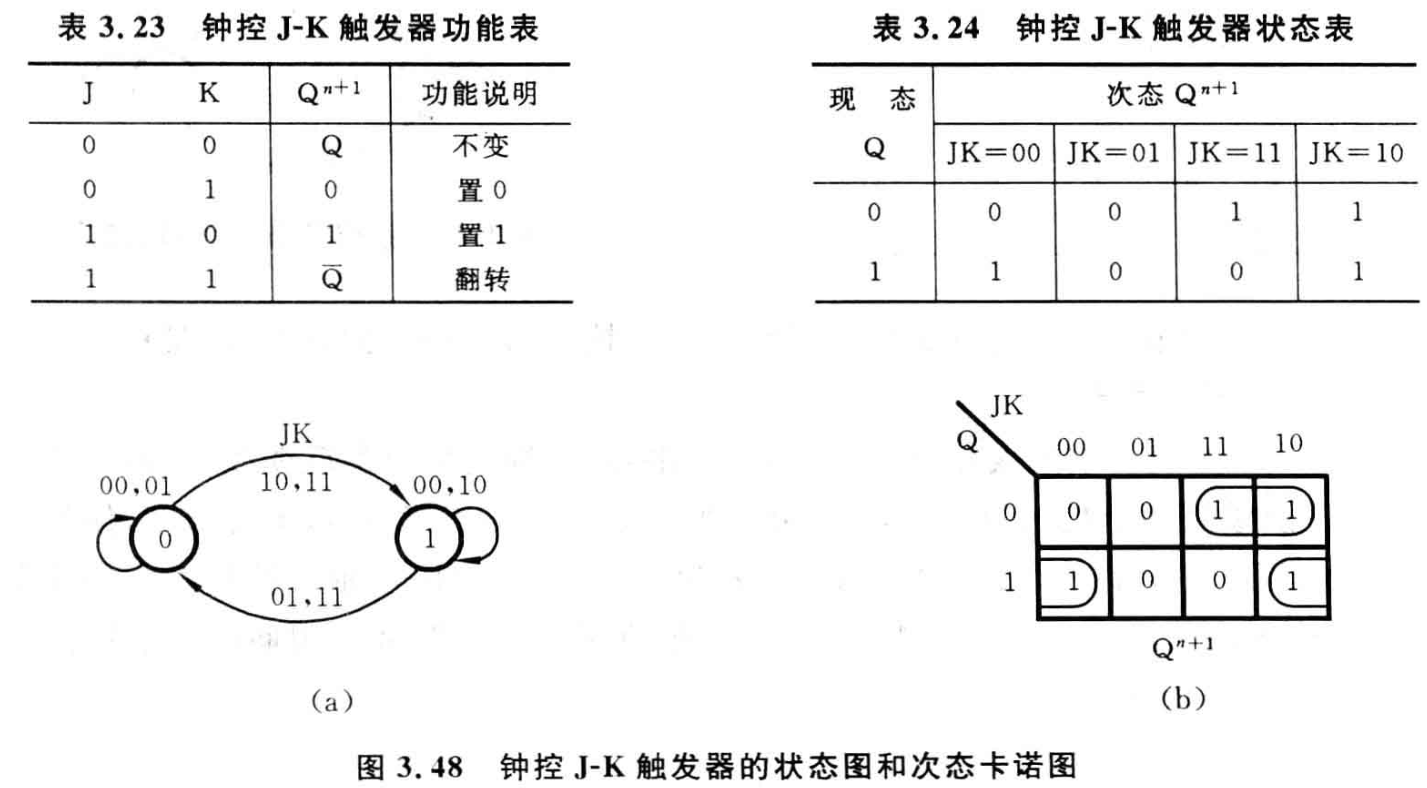 表 3.23 钟控 J-K 触发器功能表
J K Qⁿ⁺¹ 功能说明
0 0 Q 不变
0 1 0 置 0
1 0 1 置 1
1 1 Q̅ 翻转
表 3.24 钟控 J-K 触发器状态表
现 态 次态 Qⁿ⁺¹
Q JK=00 JK=01 JK=11 JK=10
0 0 0 1 1
1 1 0 0 1
JK
00,01 10,11 00,10
0 1
01,11
(a)
JK
Q 00 01 11 10
0 0 0 1 1
1 1 0 0 1
Qⁿ⁺¹
(b)
图 3.48 钟控 J-K 触发器的状态图和次态卡诺图